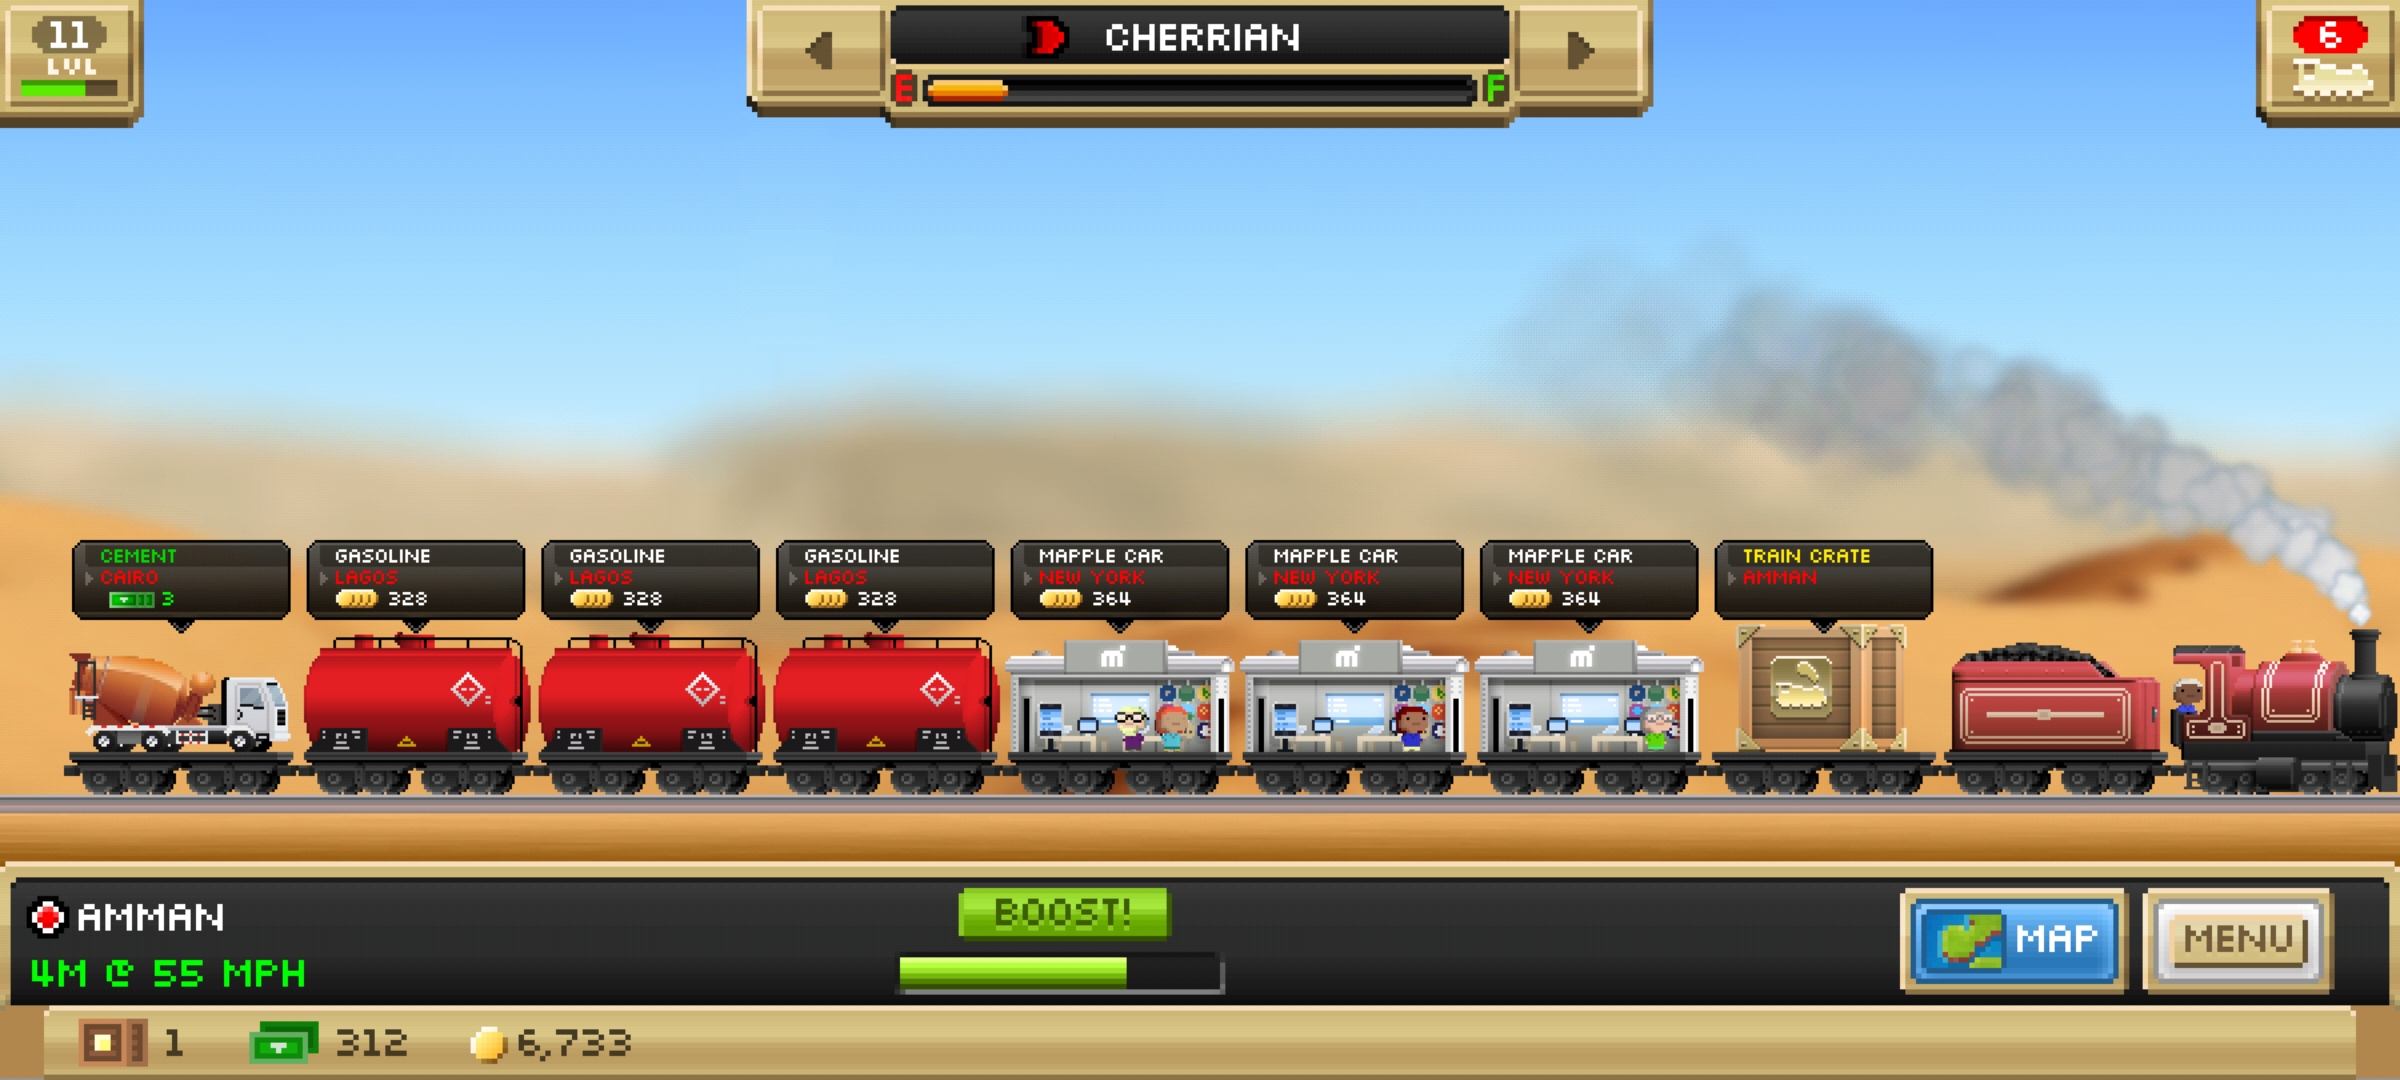 11
LVL
CHERRIAN
E F
6
CEMENT
CAIRO
3
GASOLINE
LAGOS
328
GASOLINE
LAGOS
328
GASOLINE
LAGOS
328
MAPPLE CAR
NEW YORK
364
MAPPLE CAR
NEW YORK
364
MAPPLE CAR
NEW YORK
364
TRAIN CRATE
AMMAN
m
m
m
AMMAN
4M @ 55 MPH
BOOST!
MAP
MENU
1
312
6,733